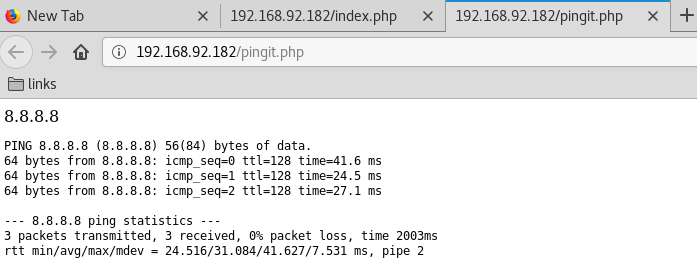 New Tab
192.168.92.182/index.php
192.168.92.182/pingit.php
192.168.92.182/pingit.php
links
8.8.8.8
PING 8.8.8.8 (8.8.8.8) 56(84) bytes of data.
64 bytes from 8.8.8.8: icmp_seq=0 ttl=128 time=41.6 ms
64 bytes from 8.8.8.8: icmp_seq=1 ttl=128 time=24.5 ms
64 bytes from 8.8.8.8: icmp_seq=2 ttl=128 time=27.1 ms
--- 8.8.8.8 ping statistics ---
3 packets transmitted, 3 received, 0% packet loss, time 2003ms
rtt min/avg/max/mdev = 24.516/31.084/41.627/7.531 ms, pipe 2